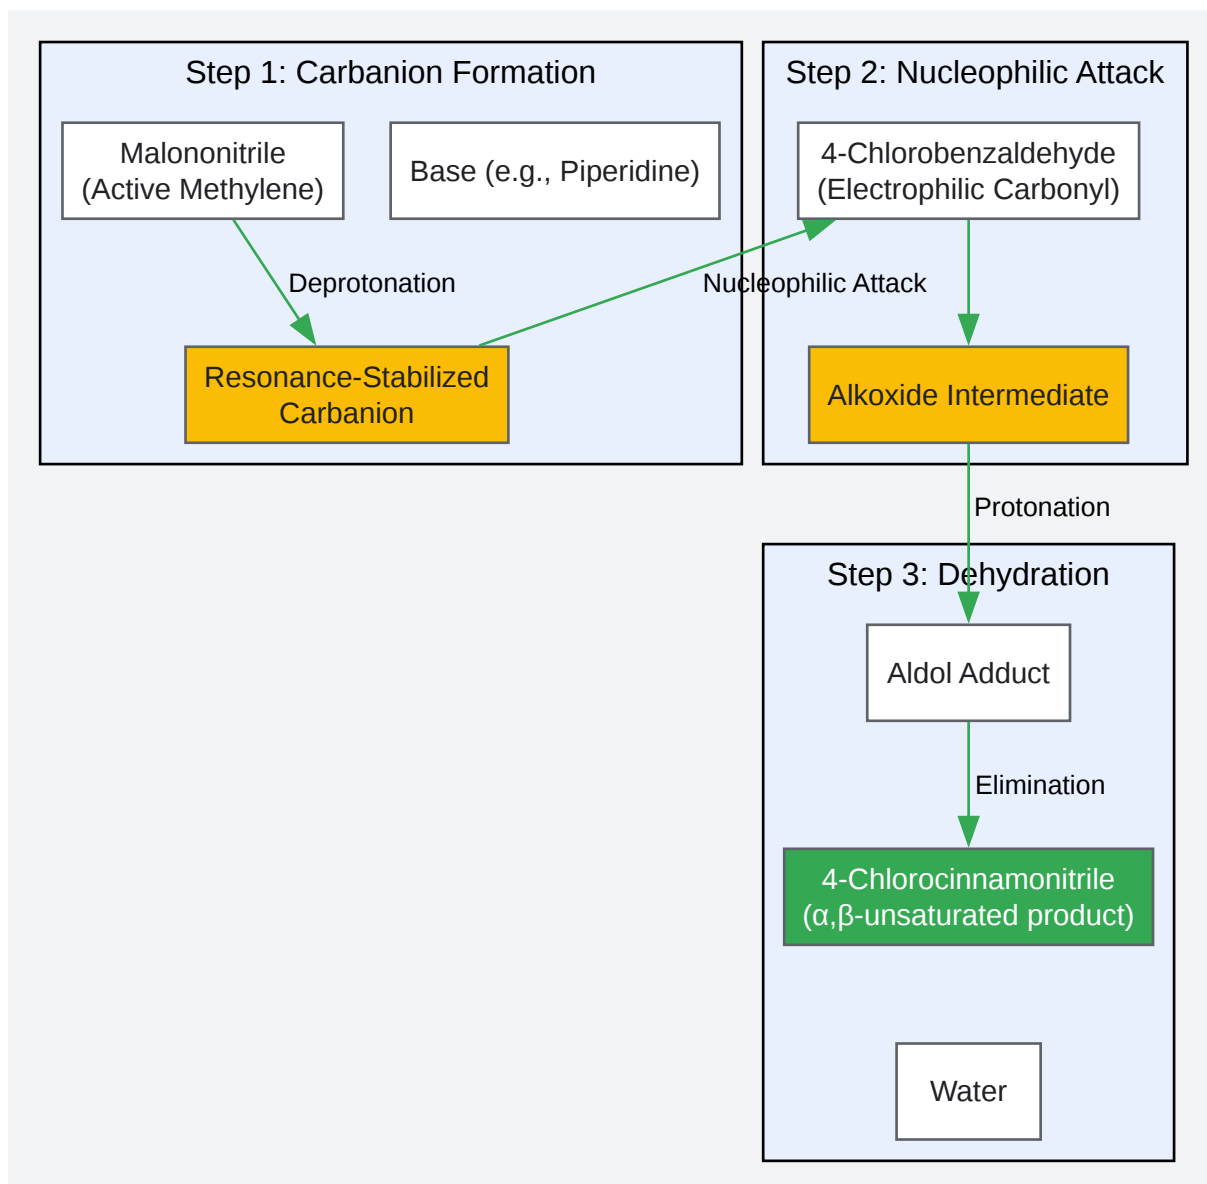 Step 1: Carbanion Formation
Malononitrile
(Active Methylene)
Base (e.g., Piperidine)
Deprotonation
Resonance-Stabilized
Carbanion
Nucleophilic Attack
Step 2: Nucleophilic Attack
4-Chlorobenzaldehyde
(Electrophilic Carbonyl)
Alkoxide Intermediate
Protonation
Step 3: Dehydration
Aldol Adduct
Elimination
4-Chlorocinnamonitrile
(α,β-unsaturated product)
Water